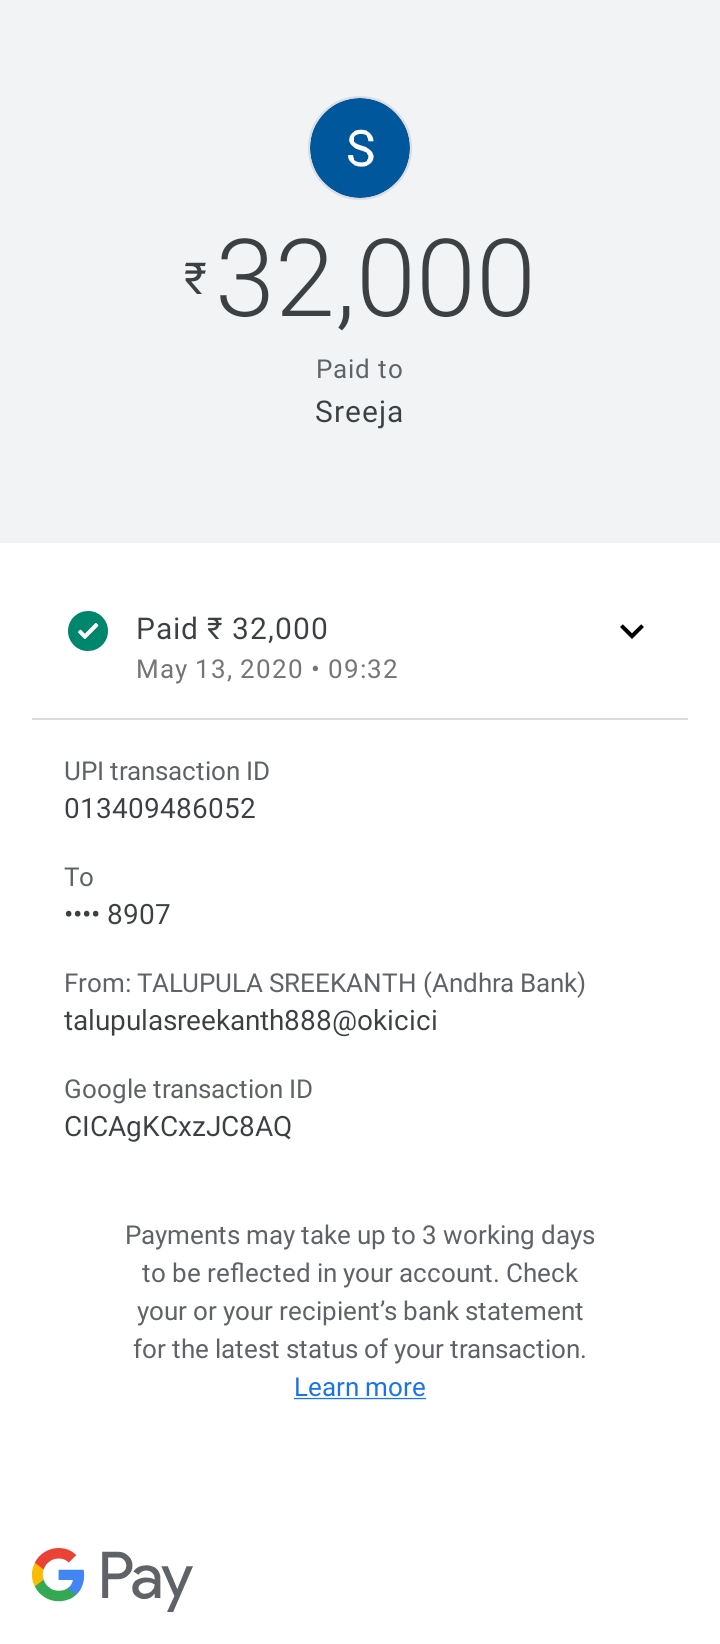 S
₹32,000
Paid to
Sreeja
Paid ₹ 32,000
May 13, 2020 • 09:32
UPI transaction ID
013409486052
To
•••• 8907
From: TALUPULA SREEKANTH (Andhra Bank)
talupulasreekanth888@okicici
Google transaction ID
CICAgKCxzJC8AQ
Payments may take up to 3 working days
to be reflected in your account. Check
your or your recipient’s bank statement
for the latest status of your transaction.
Learn more
G Pay